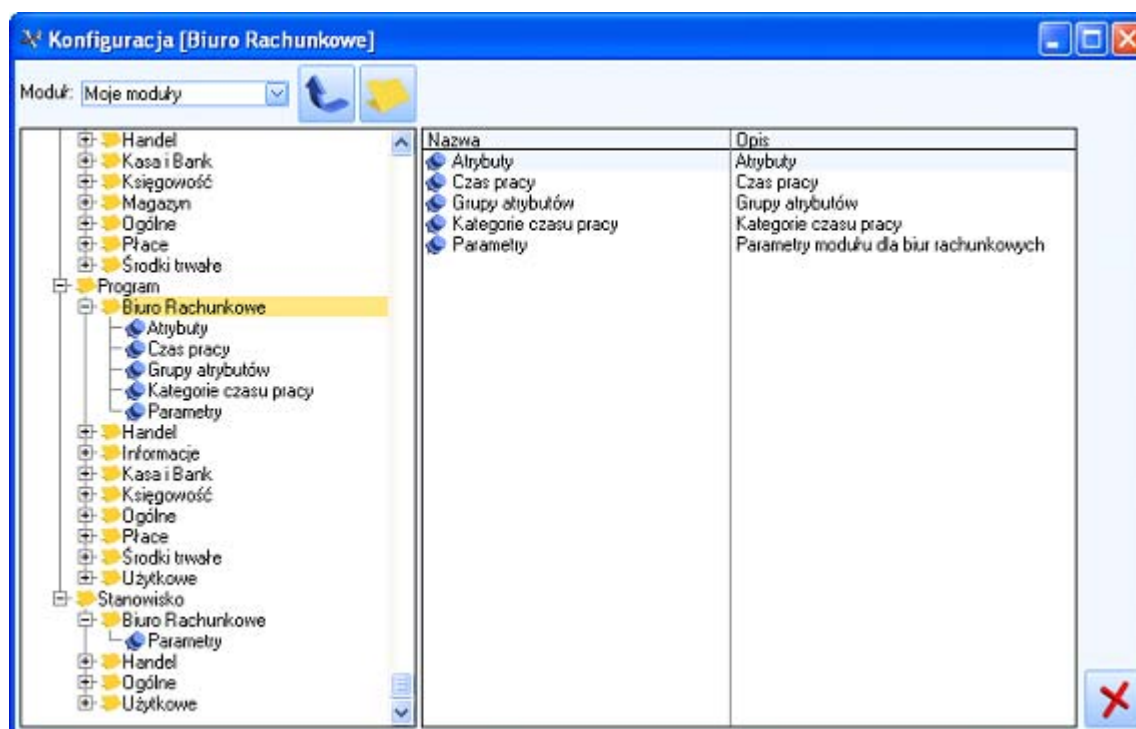 Konfiguracja [Biuro Rachunkowe]
Moduł: Moje moduły
Handel
Kasa i Bank
Księgowość
Magazyn
Ogólne
Płace
Środki trwałe
Program
Biuro Rachunkowe
Atrybuty
Czas pracy
Grupy atrybutów
Kategorie czasu pracy
Parametry
Handel
Informacje
Kasa i Bank
Księgowość
Ogólne
Płace
Środki trwałe
Użytkowe
Stanowisko
Biuro Rachunkowe
Parametry
Handel
Ogólne
Użytkowe
Nazwa Opis
Atrybuty Atrybuty
Czas pracy Czas pracy
Grupy atrybutów Grupy atrybutów
Kategorie czasu pracy Kategorie czasu pracy
Parametry Parametry modułu dla biur rachunkowych